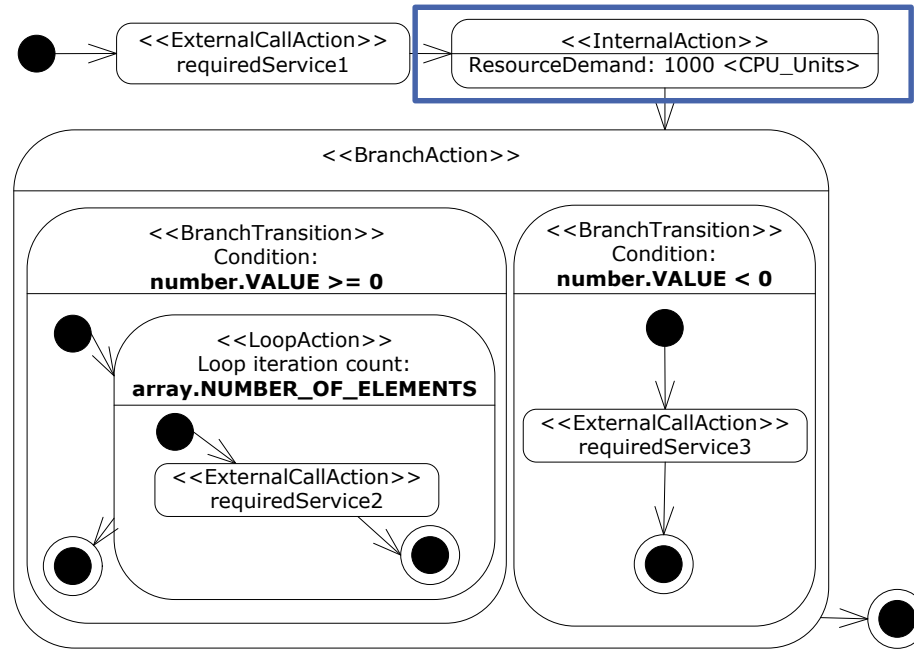 <<ExternalCallAction>>
requiredService1
<<InternalAction>>
ResourceDemand: 1000 <CPU_Units>
<<BranchAction>>
<<BranchTransition>>
Condition:
number.VALUE >= 0
<<LoopAction>>
Loop iteration count:
array.NUMBER_OF_ELEMENTS
<<ExternalCallAction>>
requiredService2
<<BranchTransition>>
Condition:
number.VALUE < 0
<<ExternalCallAction>>
requiredService3